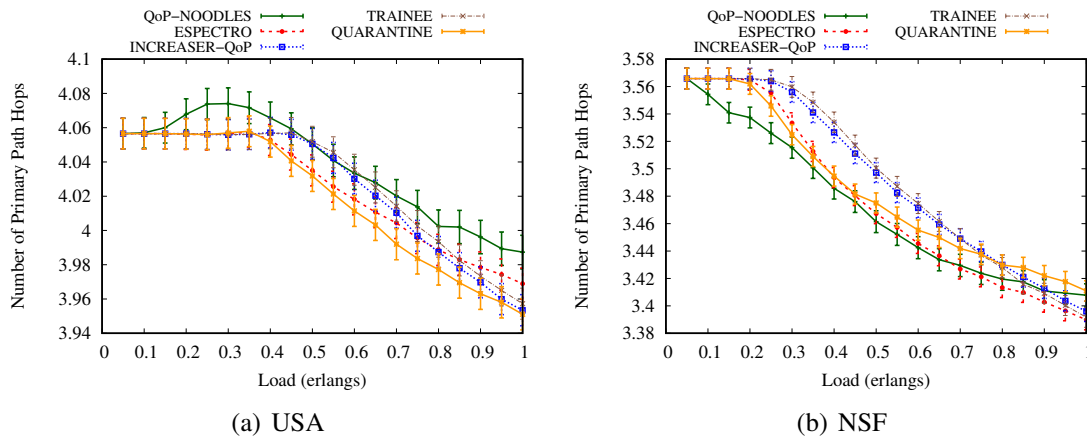 QoP-NOODLES
ESPECTRO
INCREASER-QoP
TRAINEE
QUARANTINE
4.1
4.08
4.06
4.04
4.02
4
3.98
3.96
3.94
Number of Primary Path Hops
0 0.1 0.2 0.3 0.4 0.5 0.6 0.7 0.8 0.9 1
Load (erlangs)
(a) USA
QoP-NOODLES
ESPECTRO
INCREASER-QoP
TRAINEE
QUARANTINE
3.58
3.56
3.54
3.52
3.5
3.48
3.46
3.44
3.42
3.4
3.38
Number of Primary Path Hops
0 0.1 0.2 0.3 0.4 0.5 0.6 0.7 0.8 0.9 1
Load (erlangs)
(b) NSF